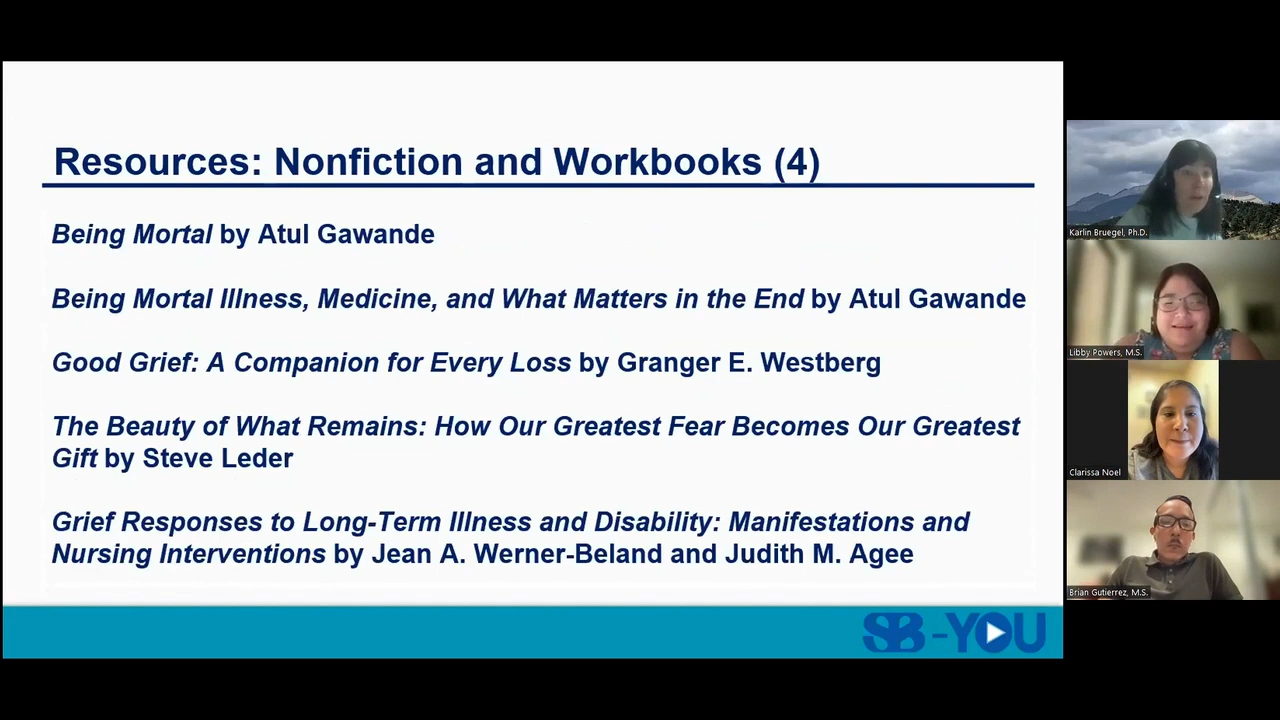 Resources: Nonfiction and Workbooks (4)
Being Mortal by Atul Gawande
Being Mortal Illness, Medicine, and What Matters in the End by Atul Gawande
Good Grief: A Companion for Every Loss by Granger E. Westberg
The Beauty of What Remains: How Our Greatest Fear Becomes Our Greatest
Gift by Steve Leder
Grief Responses to Long-Term Illness and Disability: Manifestations and
Nursing Interventions by Jean A. Werner-Beland and Judith M. Agee
SB-YOU
Karlin Bruegel, Ph.D.
Libby Powers, M.S.
Clarissa Noel
Brian Gutierrez, M.S.